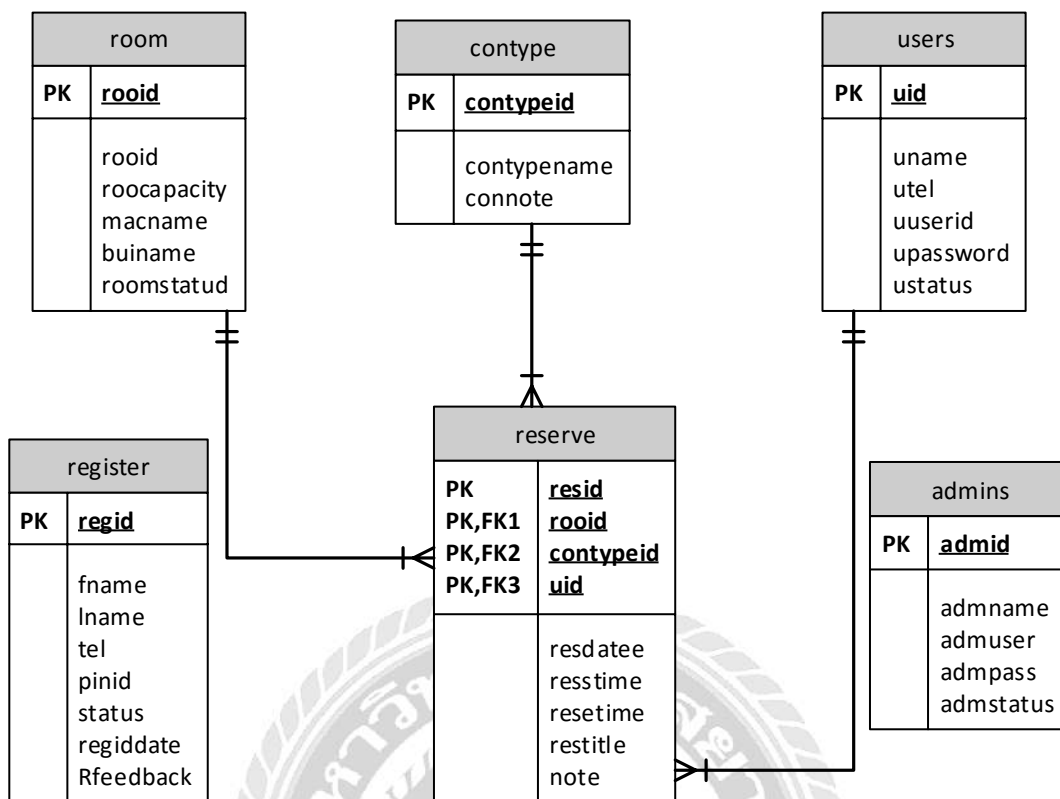 room
PK rooid
rooid
roocapacity
macname
buiname
roomstatud
contype
PK contypeid
contypename
connote
users
PK uid
uname
utel
uuserid
upassword
ustatus
register
PK regid
fname
lname
tel
pinid
status
regiddate
Rfeedback
reserve
PK resid
PK,FK1 rooid
PK,FK2 contypeid
PK,FK3 uid
resdatee
resstime
resetime
restitle
note
admins
PK admid
admname
admuser
admpass
admstatus